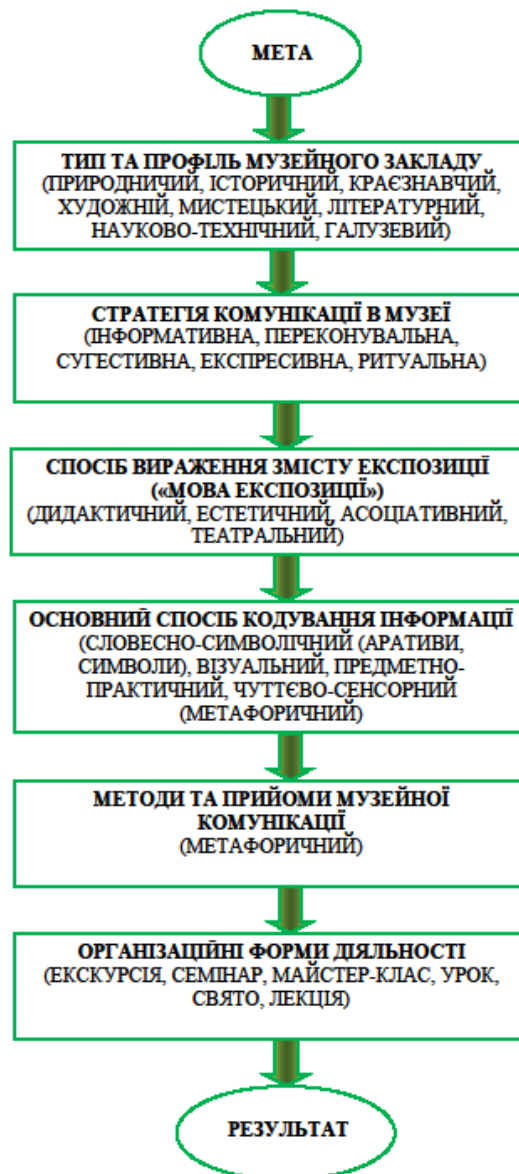 МЕТА
ТИП ТА ПРОФІЛЬ МУЗЕЙНОГО ЗАКЛАДУ
(ПРИРОДНИЧИЙ, ІСТОРИЧНИЙ, КРАЄЗНАВЧИЙ,
ХУДОЖНІЙ, МИСТЕЦЬКИЙ, ЛІТЕРАТУРНИЙ,
НАУКОВО-ТЕХНІЧНИЙ, ГАЛУЗЕВИЙ)
СТРАТЕГІЯ КОМУНІКАЦІЇ В МУЗЕЇ
(ІНФОРМАТИВНА, ПЕРЕКОНУВАЛЬНА,
СУГЕСТИВНА, ЕКСПРЕСИВНА, РИТУАЛЬНА)
СПОСІБ ВИРАЖЕННЯ ЗМІСТУ ЕКСПОЗИЦІЇ
(«МОВА ЕКСПОЗИЦІЇ»)
(ДИДАКТИЧНИЙ, ЕСТЕТИЧНИЙ, АСОЦІАТИВНИЙ,
ТЕАТРАЛЬНИЙ)
ОСНОВНИЙ СПОСІБ КОДУВАННЯ ІНФОРМАЦІЇ
(СЛОВЕСНО-СИМВОЛІЧНИЙ (АРАТИВИ,
СИМВОЛИ), ВІЗУАЛЬНИЙ, ПРЕДМЕТНО-
ПРАКТИЧНИЙ, ЧУТТЄВО-СЕНСОРНИЙ
(МЕТАФОРИЧНИЙ)
МЕТОДИ ТА ПРИЙОМИ МУЗЕЙНОЇ
КОМУНІКАЦІЇ
(МЕТАФОРИЧНИЙ)
ОРГАНІЗАЦІЙНІ ФОРМИ ДІЯЛЬНОСТІ
(ЕКСКУРСІЯ, СЕМІНАР, МАЙСТЕР-КЛАС, УРОК,
СВЯТО, ЛЕКЦІЯ)
РЕЗУЛЬТАТ